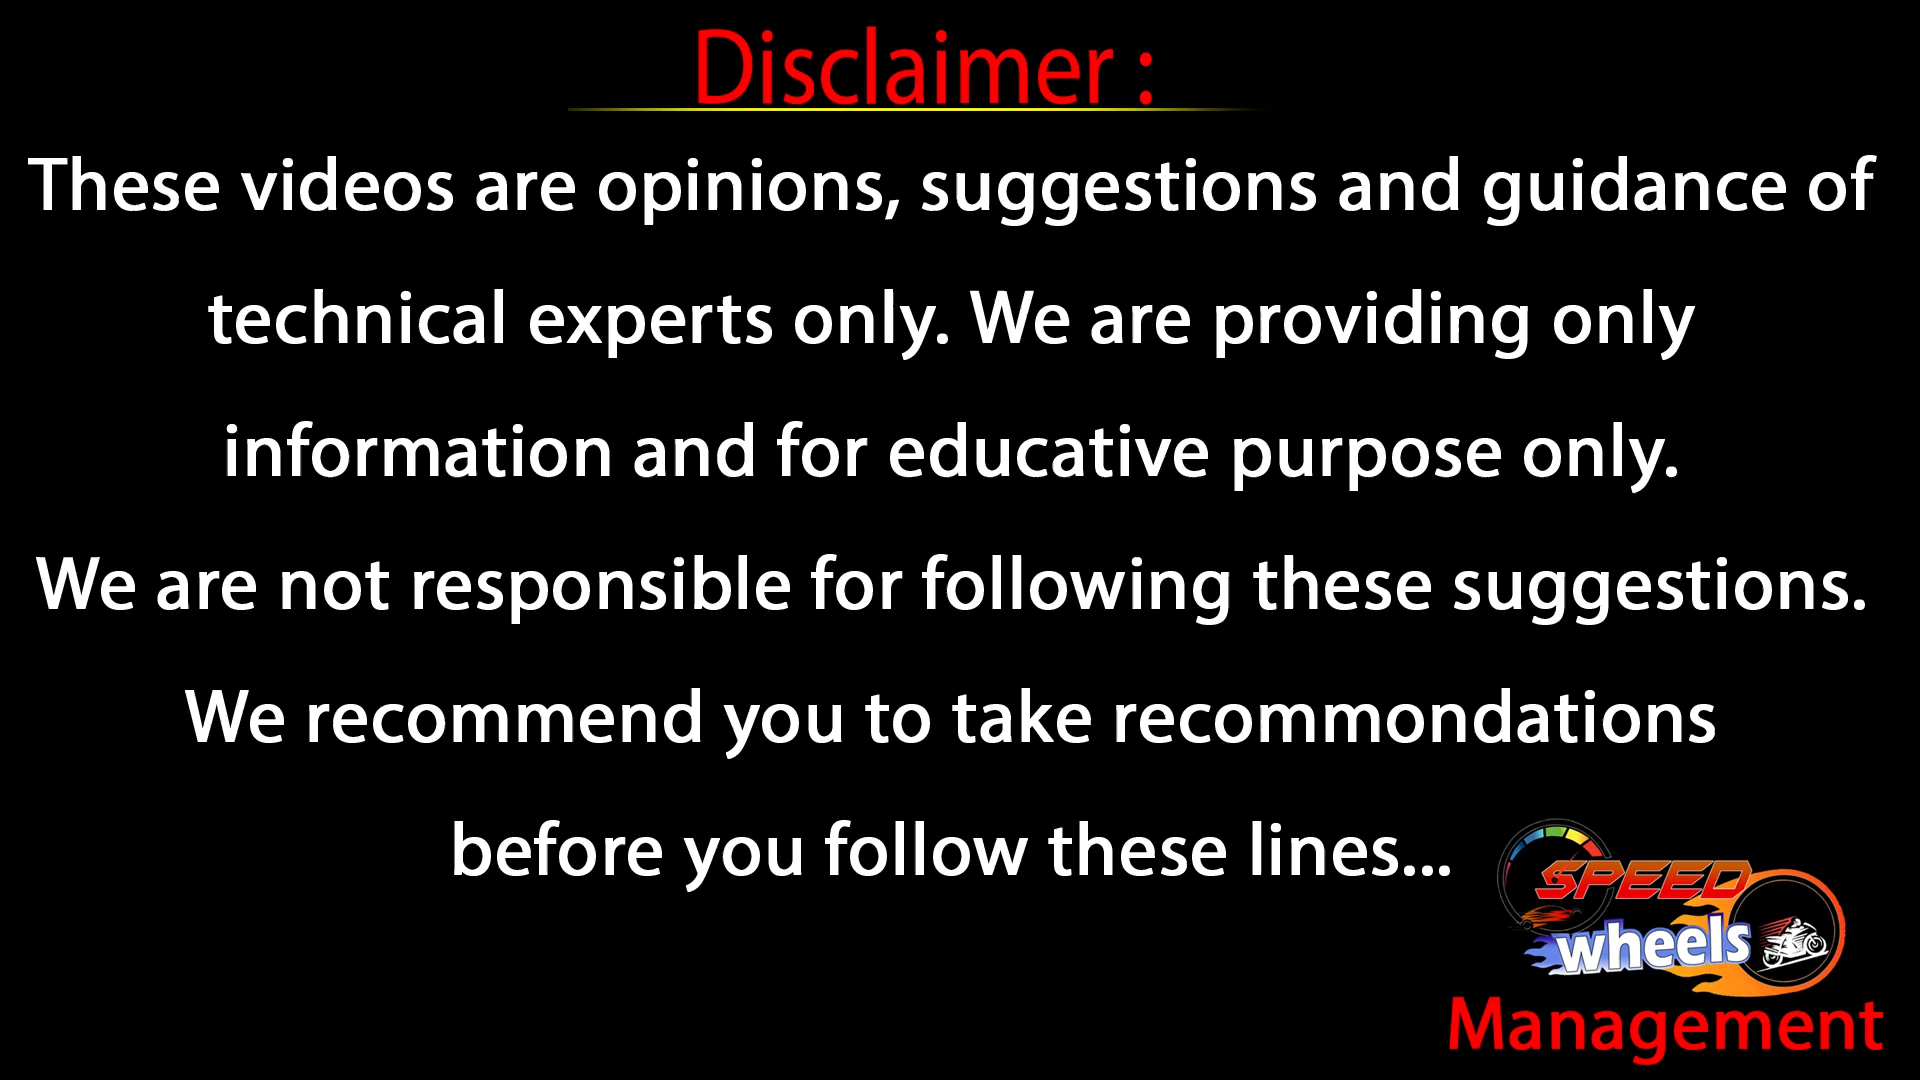 Disclaimer :
These videos are opinions, suggestions and guidance of
technical experts only. We are providing only
information and for educative purpose only.
We are not responsible for following these suggestions.
We recommend you to take recommondations
before you follow these lines...
SPEED
wheels
Management